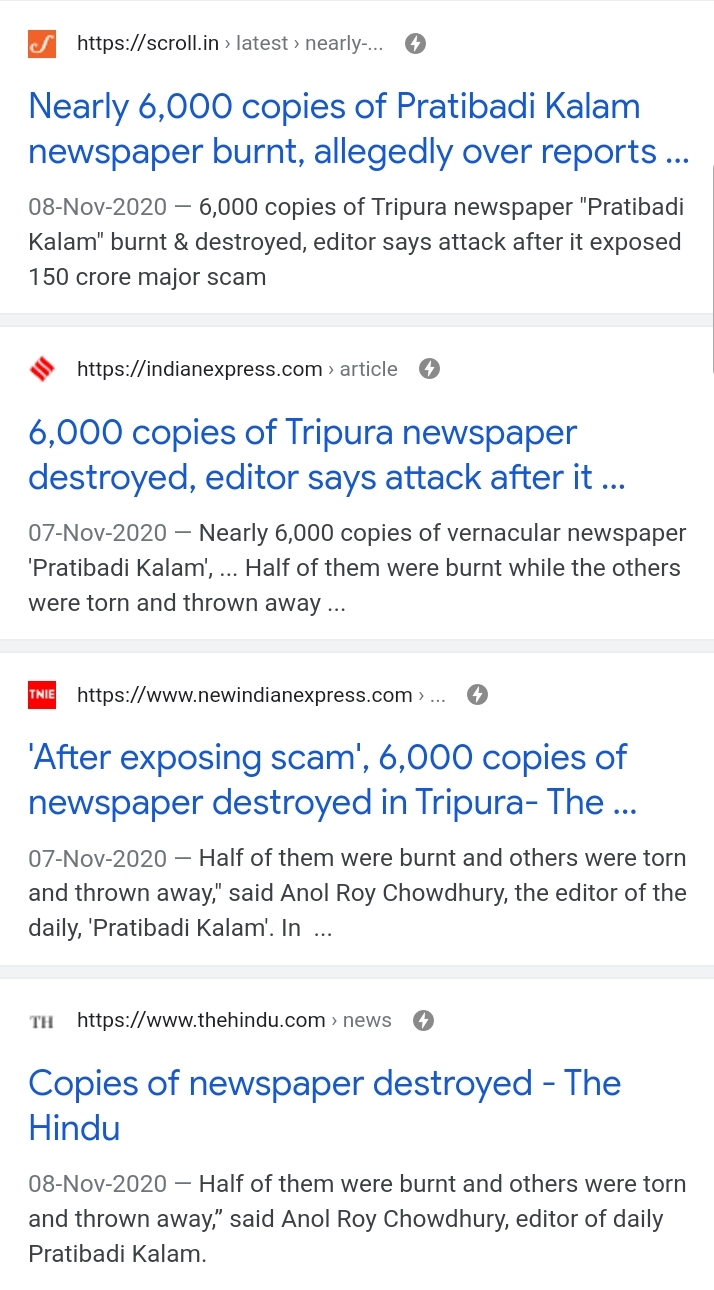 https://scroll.in › latest › nearly-...
Nearly 6,000 copies of Pratibadi Kalam
newspaper burnt, allegedly over reports ...
08-Nov-2020 — 6,000 copies of Tripura newspaper "Pratibadi
Kalam" burnt & destroyed, editor says attack after it exposed
150 crore major scam
https://indianexpress.com › article
6,000 copies of Tripura newspaper
destroyed, editor says attack after it ...
07-Nov-2020 — Nearly 6,000 copies of vernacular newspaper
'Pratibadi Kalam', ... Half of them were burnt while the others
were torn and thrown away ...
TNIE https://www.newindianexpress.com › ...
'After exposing scam', 6,000 copies of
newspaper destroyed in Tripura- The ...
07-Nov-2020 — Half of them were burnt and others were torn
and thrown away," said Anol Roy Chowdhury, the editor of the
daily, 'Pratibadi Kalam'. In  ...
TH https://www.thehindu.com › news
Copies of newspaper destroyed - The
Hindu
08-Nov-2020 — Half of them were burnt and others were torn
and thrown away,” said Anol Roy Chowdhury, editor of daily
Pratibadi Kalam.